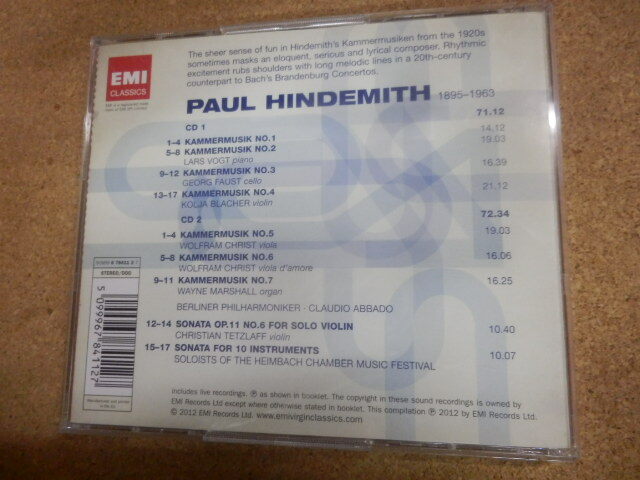 The sheer sense of fun in Hindemith's Kammermusiken from the 1920s
sometimes masks an eloquent, serious and lyrical composer. Rhythmic
excitement rubs shoulders with long melodic lines in a 20th-century
counterpart to Bach's Brandenburg Concertos.
EMI
CLASSICS
PAUL HINDEMITH 1895–1963
CD 1 71.12
1–4 KAMMERMUSIK NO.1 14.12
5–8 KAMMERMUSIK NO.2 19.03
LARS VOGT piano
9–12 KAMMERMUSIK NO.3 16.39
GEORG FAUST cello
13–17 KAMMERMUSIK NO.4 21.12
KOLJA BLACHER violin
CD 2 72.34
1–4 KAMMERMUSIK NO.5 19.03
WOLFRAM CHRIST viola
5–8 KAMMERMUSIK NO.6 16.06
WOLFRAM CHRIST viola d'amore
9–11 KAMMERMUSIK NO.7 16.25
WAYNE MARSHALL organ
BERLINER PHILHARMONIKER · CLAUDIO ABBADO
12–14 SONATA OP.11 NO.6 FOR SOLO VIOLIN 10.40
CHRISTIAN TETZLAFF violin
15–17 SONATA FOR 10 INSTRUMENTS 10.07
SOLOISTS OF THE HEIMBACH CHAMBER MUSIC FESTIVAL
STEREO/DDD
5 099967 841127
Includes live recordings. ℗ as shown in booklet. The copyright in these sound recordings is owned by
EMI Records Ltd except where otherwise stated in booklet. This compilation ℗ 2012 by EMI Records Ltd.
© 2012 EMI Records Ltd. www.emivirginclassics.com